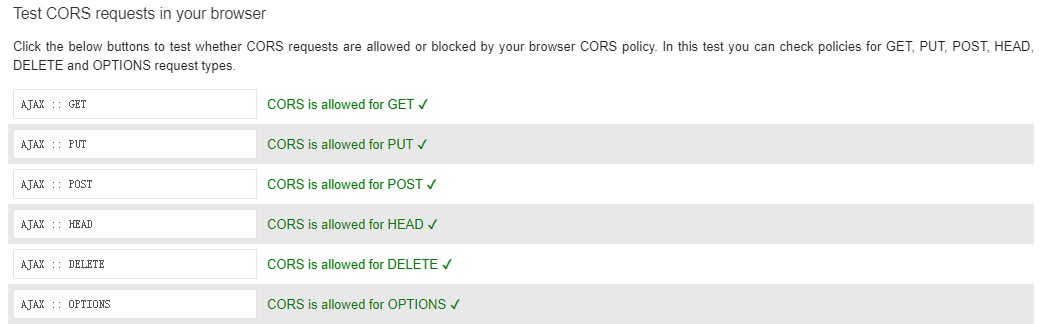 Test CORS requests in your browser
Click the below buttons to test whether CORS requests are allowed or blocked by your browser CORS policy. In this test you can check policies for GET, PUT, POST, HEAD,
DELETE and OPTIONS request types.
AJAX :: GET CORS is allowed for GET ✓
AJAX :: PUT CORS is allowed for PUT ✓
AJAX :: POST CORS is allowed for POST ✓
AJAX :: HEAD CORS is allowed for HEAD ✓
AJAX :: DELETE CORS is allowed for DELETE ✓
AJAX :: OPTIONS CORS is allowed for OPTIONS ✓